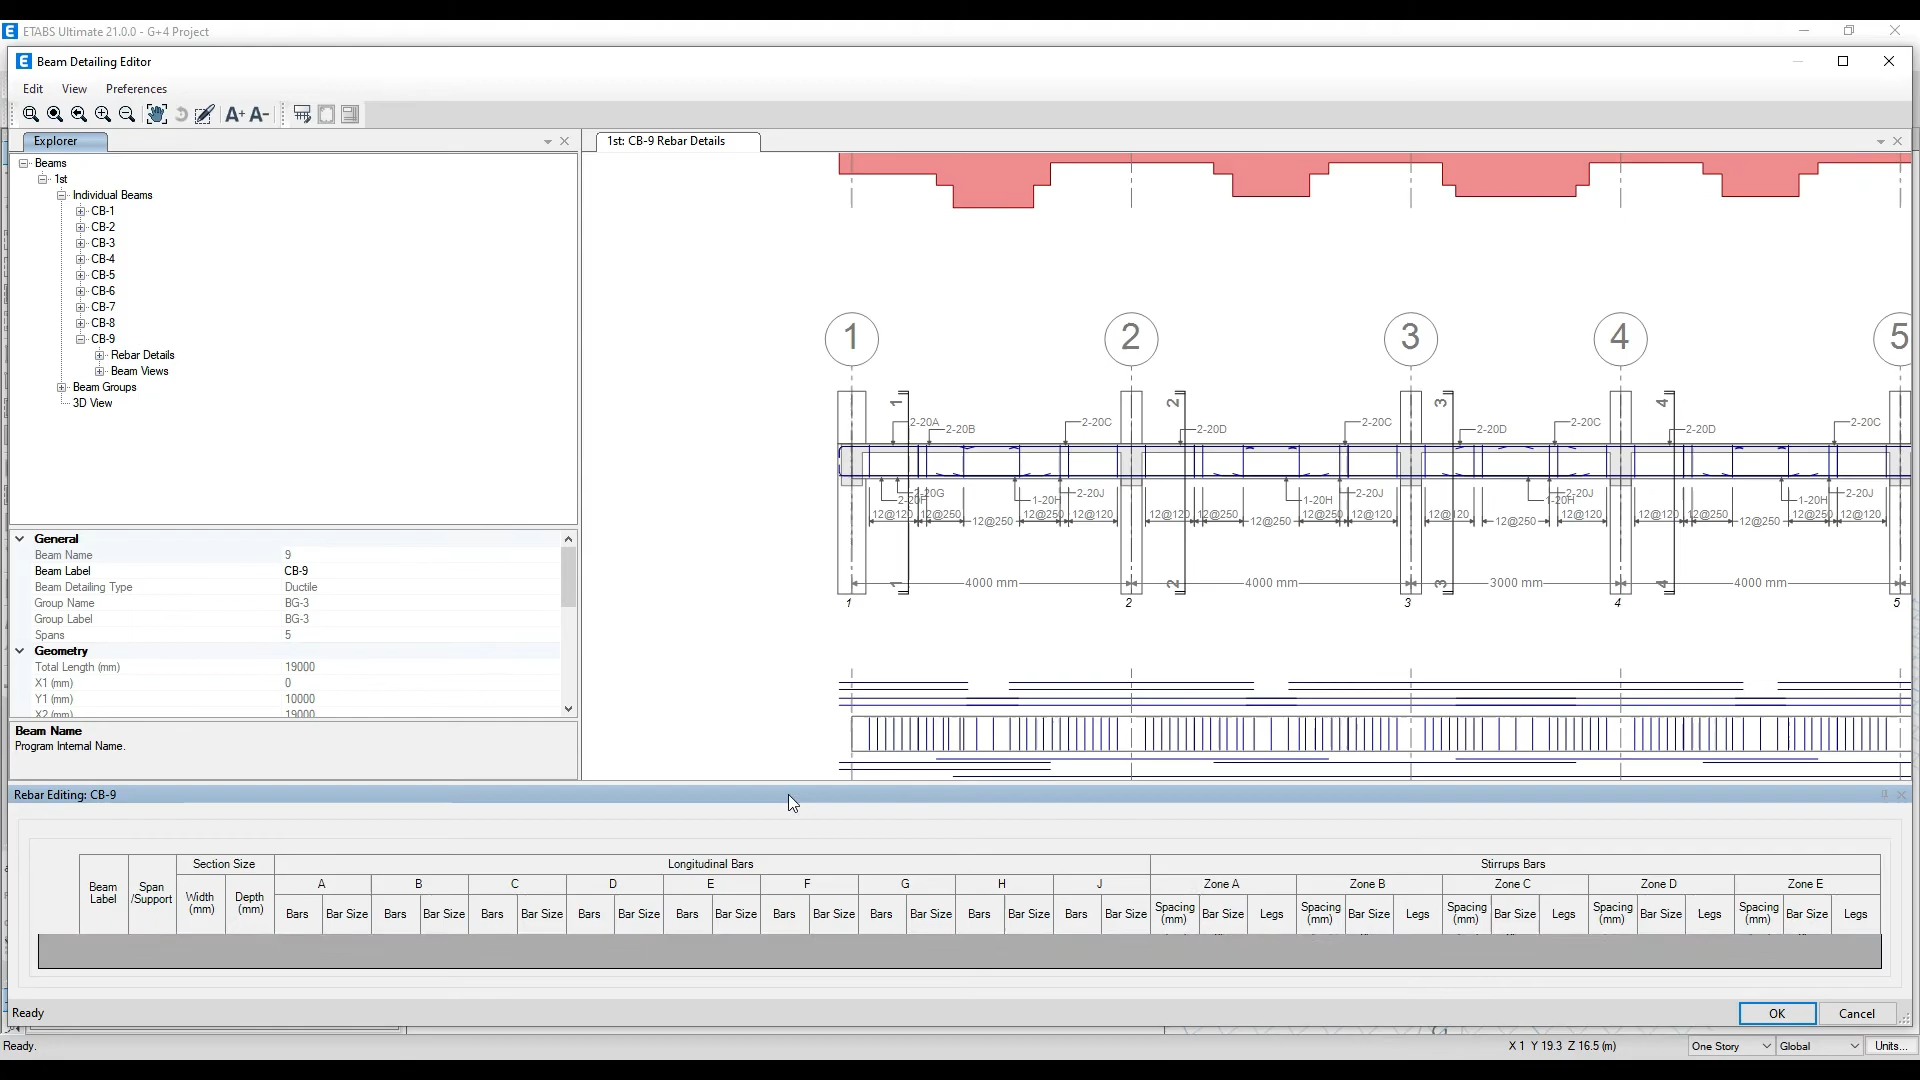 ETABS Ultimate 21.0.0 - G+4 Project
Beam Detailing Editor
Edit View Preferences
A+ A-
Explorer
1st: CB-9 Rebar Details
Beams
1st
Individual Beams
CB-1
CB-2
CB-3
CB-4
CB-5
CB-6
CB-7
CB-8
CB-9
Rebar Details
Beam Views
Beam Groups
3D View
1 2 3 4 5
1 2 3 4
2-20A 2-20B 2-20C 2-20D 2-20C 2-20D 2-20C 2-20D 2-20C
2-20G 2-20J 2-20J 2-20J 2-20J
1-20H 1-20H 1-20H 1-20H
12@120 12@250 12@250 12@120 12@120 12@250 12@250 12@120 12@120 12@120 12@120 12@250 12@250 12@120
12@250 12@250 12@250 12@250
4000 mm 4000 mm 3000 mm 4000 mm
1 2 3 4
1 2 3 4 5
General
Beam Name 9
Beam Label CB-9
Beam Detailing Type Ductile
Group Name BG-3
Group Label BG-3
Spans 5
Geometry
Total Length (mm) 19000
X1 (mm) 0
Y1 (mm) 10000
X2 (mm) 19000
Beam Name
Program Internal Name.
Rebar Editing: CB-9
Section Size Longitudinal Bars Stirrups Bars
Beam Label Span /Support Width (mm) Depth (mm) A B C D E F G H J Zone A Zone B Zone C Zone D Zone E
Bars Bar Size Bars Bar Size Bars Bar Size Bars Bar Size Bars Bar Size Bars Bar Size Bars Bar Size Bars Bar Size Bars Bar Size Spacing (mm) Bar Size Legs Spacing (mm) Bar Size Legs Spacing (mm) Bar Size Legs Spacing (mm) Bar Size Legs Spacing (mm) Bar Size Legs
Ready
OK Cancel
Ready.
X 1 Y 19.3 Z 16.5 (m)
One Story Global Units...